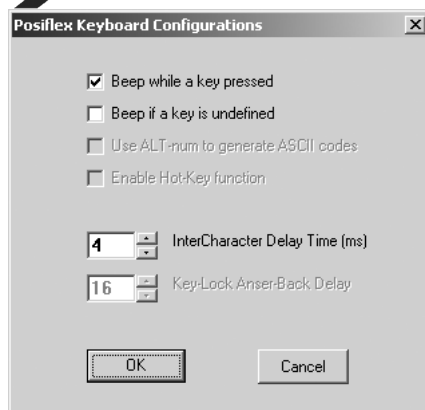 Posiflex Keyboard Configurations
Beep while a key pressed
Beep if a key is undefined
Use ALT-num to generate ASCII codes
Enable Hot-Key function
4 InterCharacter Delay Time (ms)
16 Key-Lock Anser-Back Delay
OK Cancel